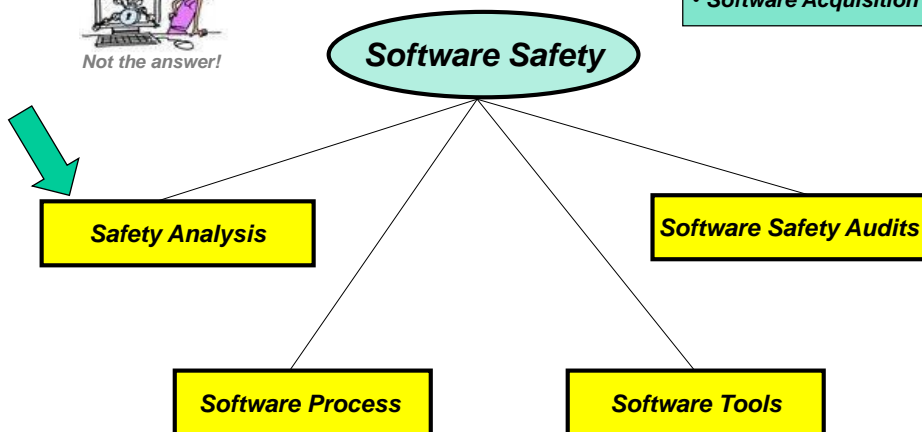 • Software Acquisition
Not the answer!
Software Safety
Safety Analysis
Software Safety Audits
Software Process
Software Tools